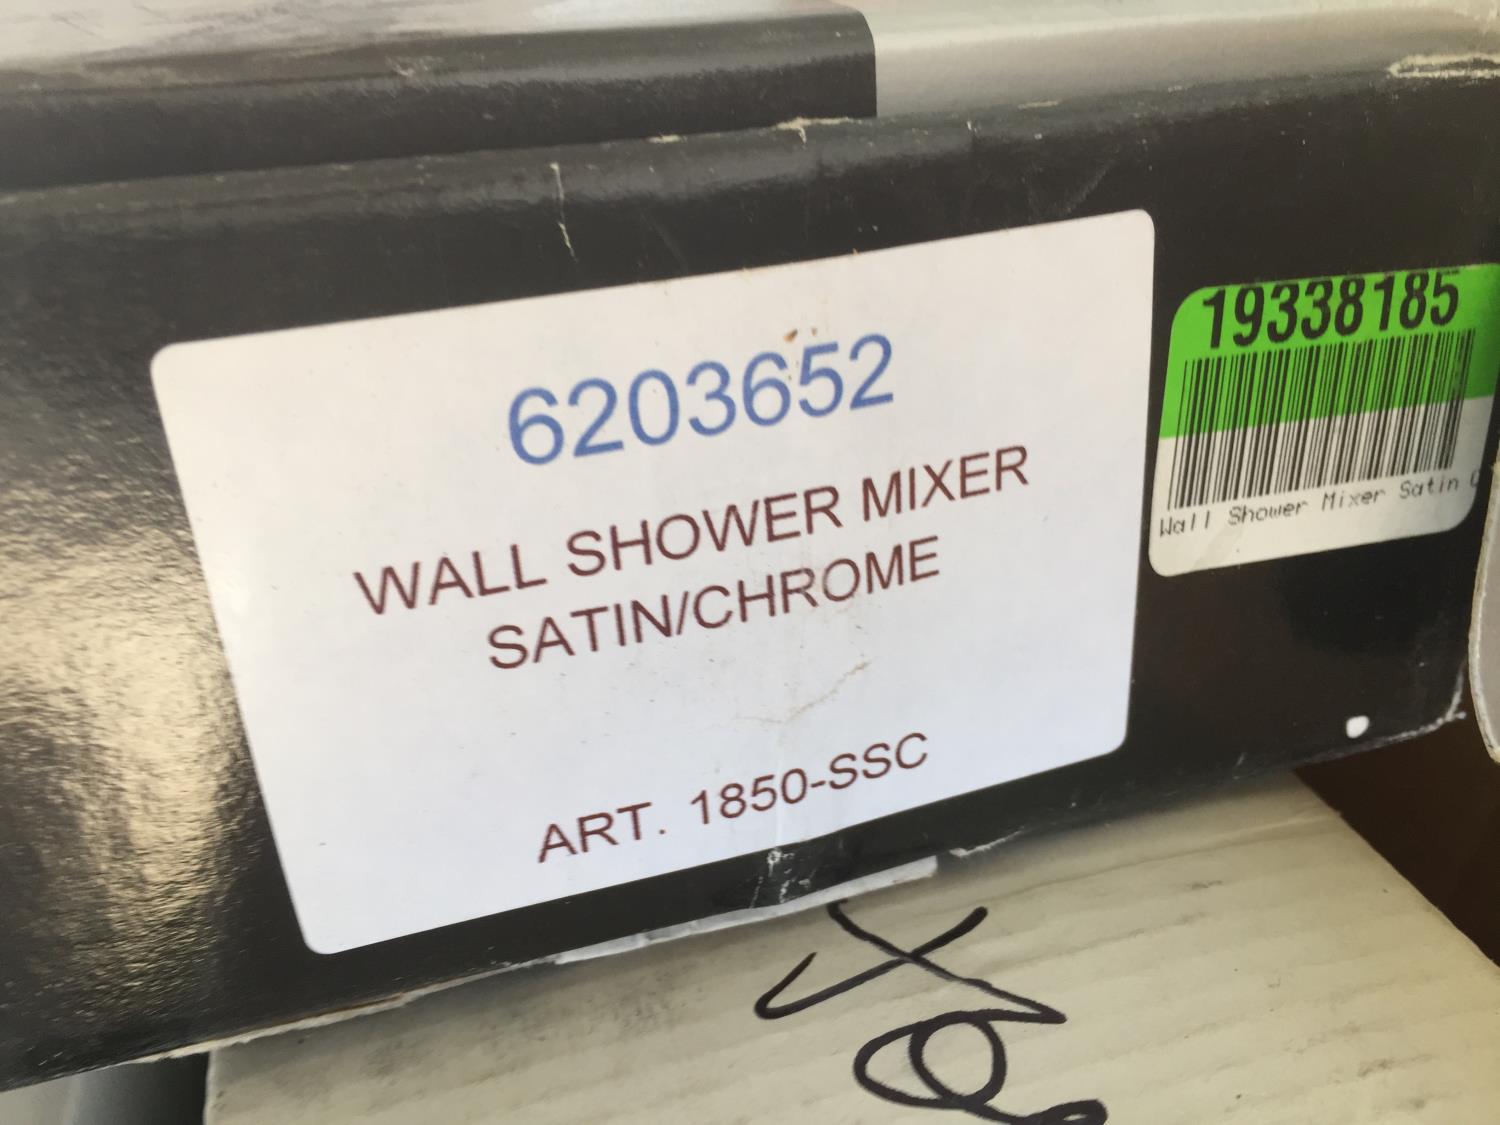 6203652
WALL SHOWER MIXER
SATIN/CHROME
ART. 1850-SSC
19338185
Wall Shower Mixer Satin